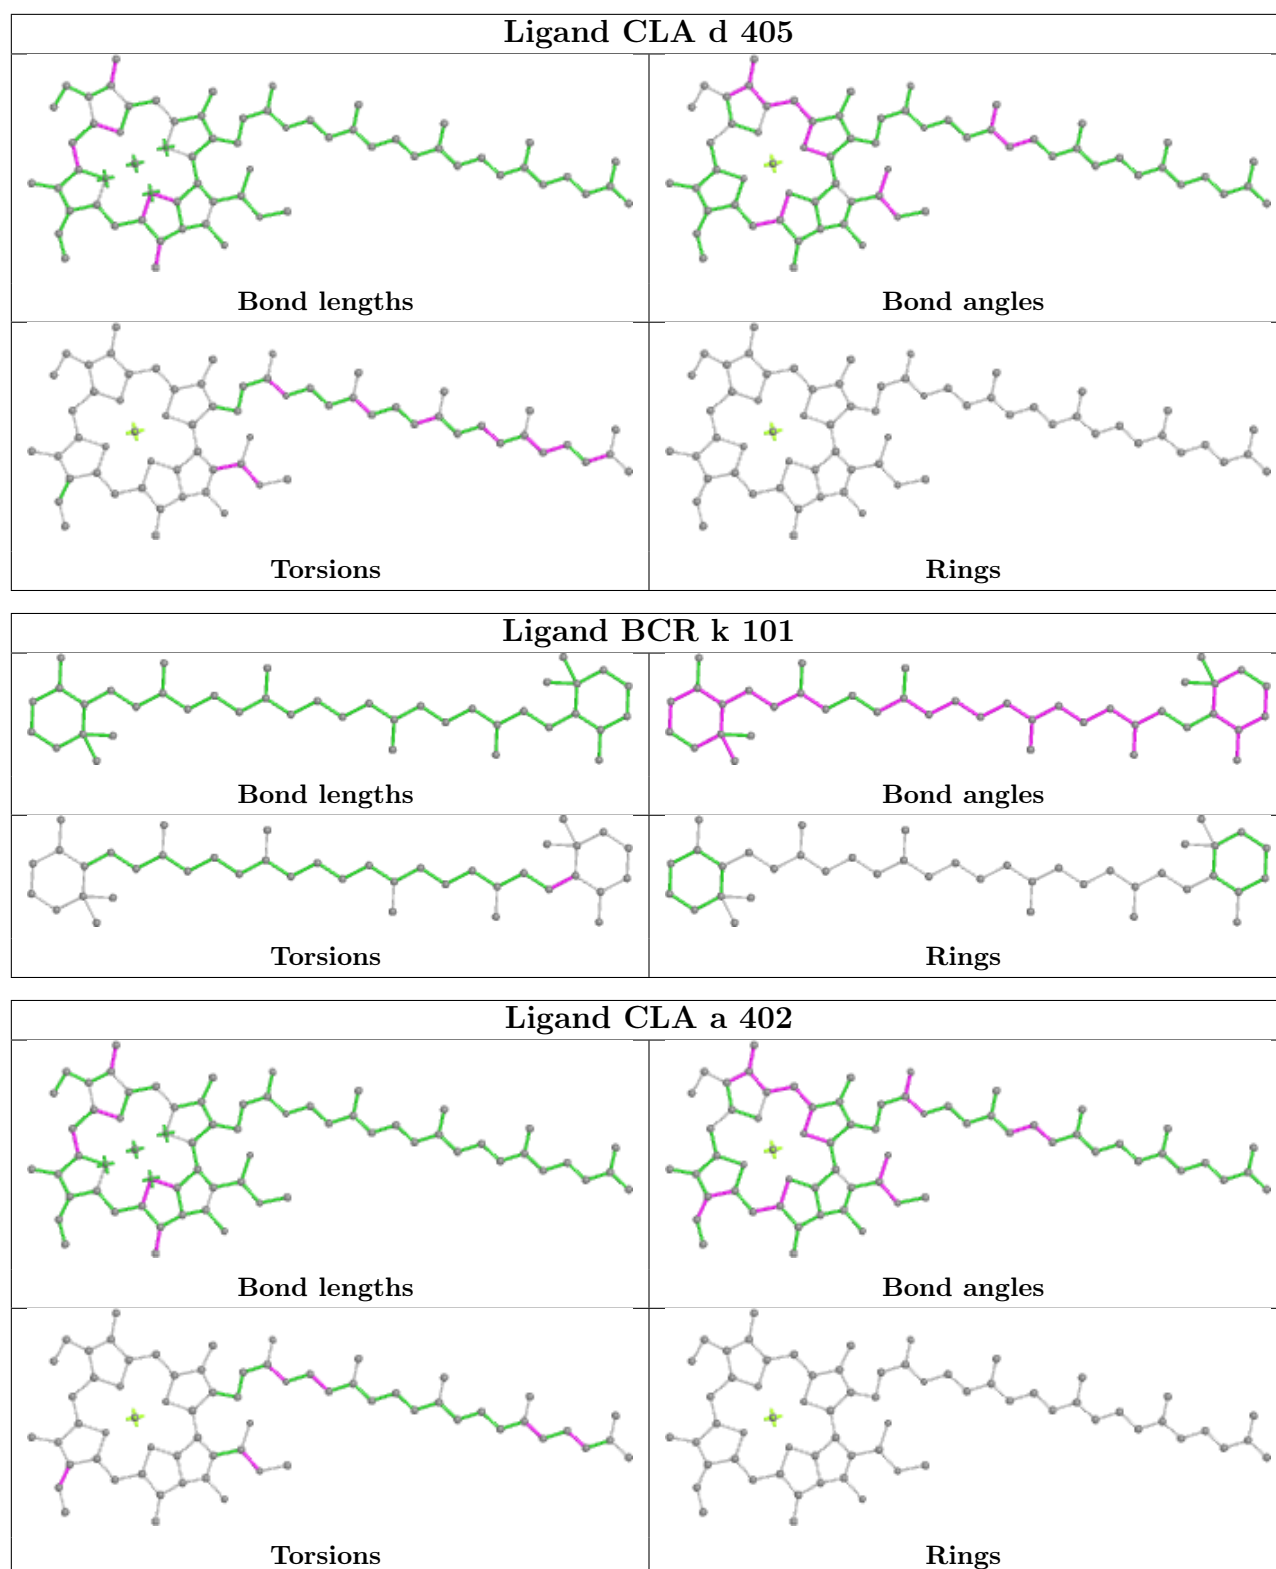 Ligand CLA d 405
Bond lengths
Bond angles
Torsions
Rings
Ligand BCR k 101
Bond lengths
Bond angles
Torsions
Rings
Ligand CLA a 402
Bond lengths
Bond angles
Torsions
Rings